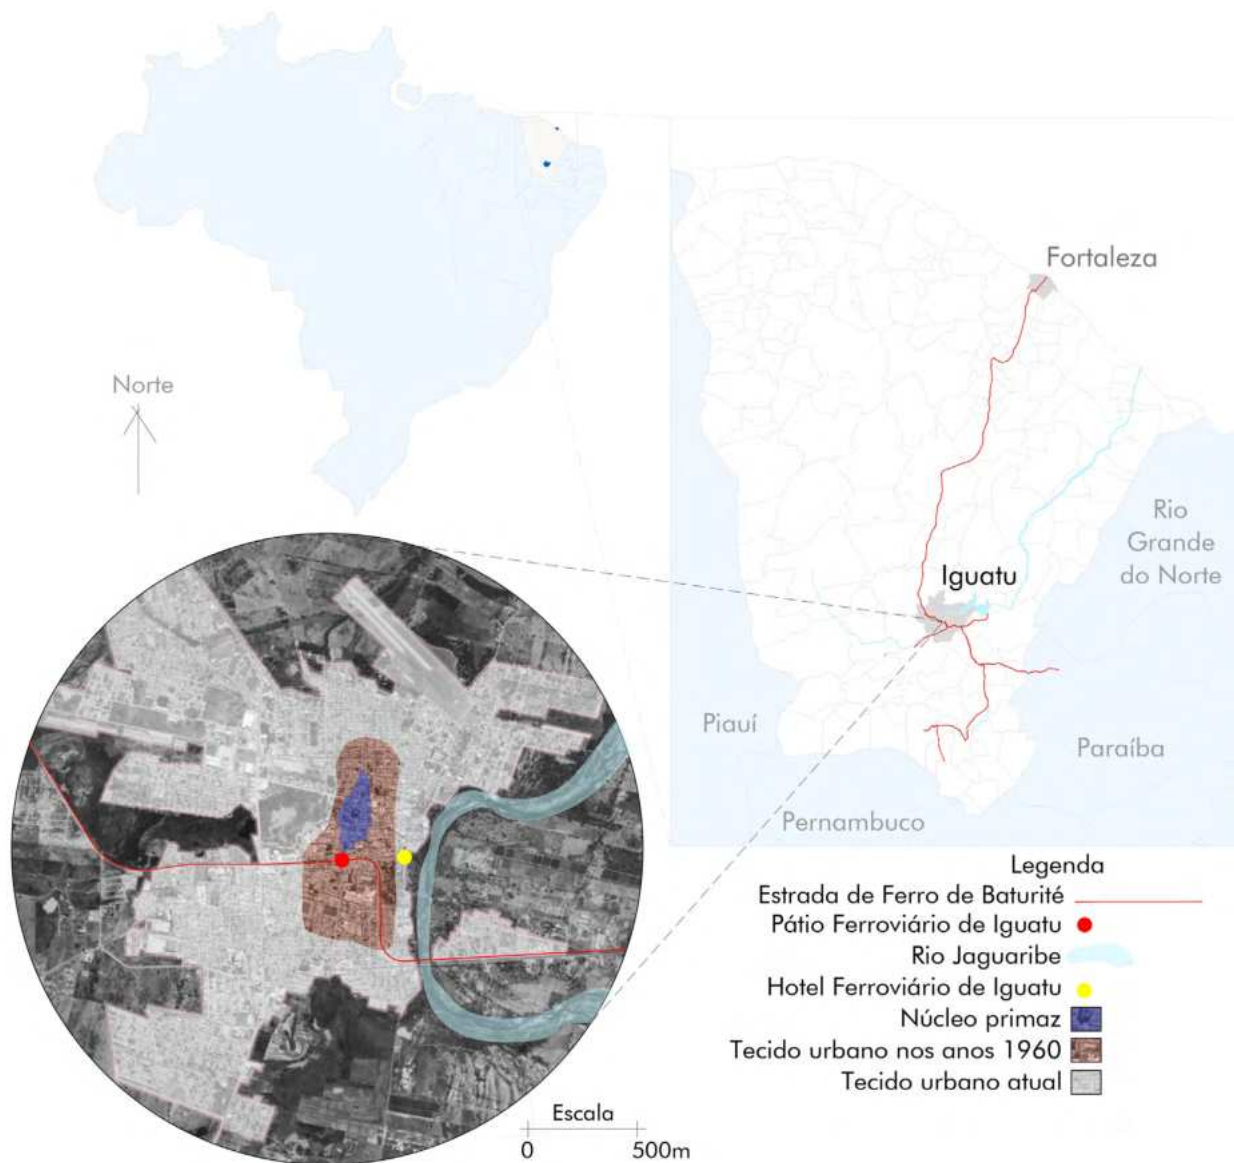 Norte
Fortaleza
Iguatu
Rio
Grande
do Norte
Piauí
Paraíba
Pernambuco
Legenda
Estrada de Ferro de Baturité
Pátio Ferroviário de Iguatu
Rio Jaguaribe
Hotel Ferroviário de Iguatu
Núcleo primaz
Tecido urbano nos anos 1960
Tecido urbano atual
Escala
0 500m